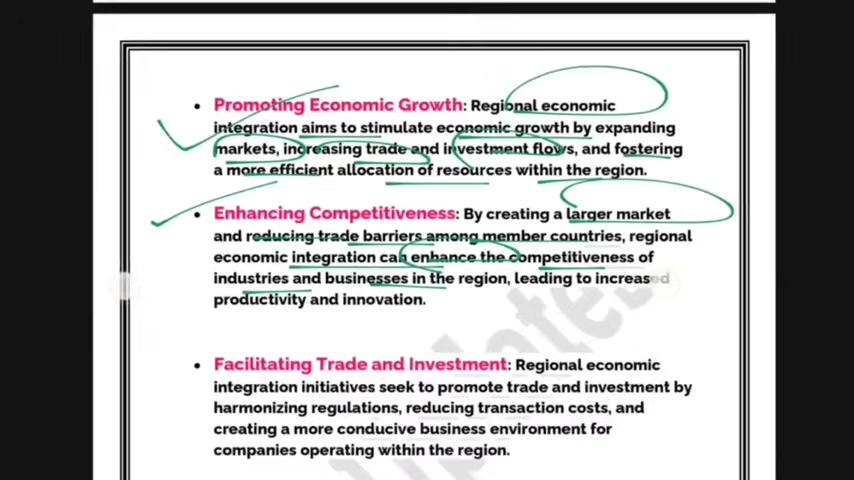 • Promoting Economic Growth: Regional economic
integration aims to stimulate economic growth by expanding
markets, increasing trade and investment flows, and fostering
a more efficient allocation of resources within the region.
• Enhancing Competitiveness: By creating a larger market
and reducing trade barriers among member countries, regional
economic integration can enhance the competitiveness of
industries and businesses in the region, leading to increased
productivity and innovation.
• Facilitating Trade and Investment: Regional economic
integration initiatives seek to promote trade and investment by
harmonizing regulations, reducing transaction costs, and
creating a more conducive business environment for
companies operating within the region.